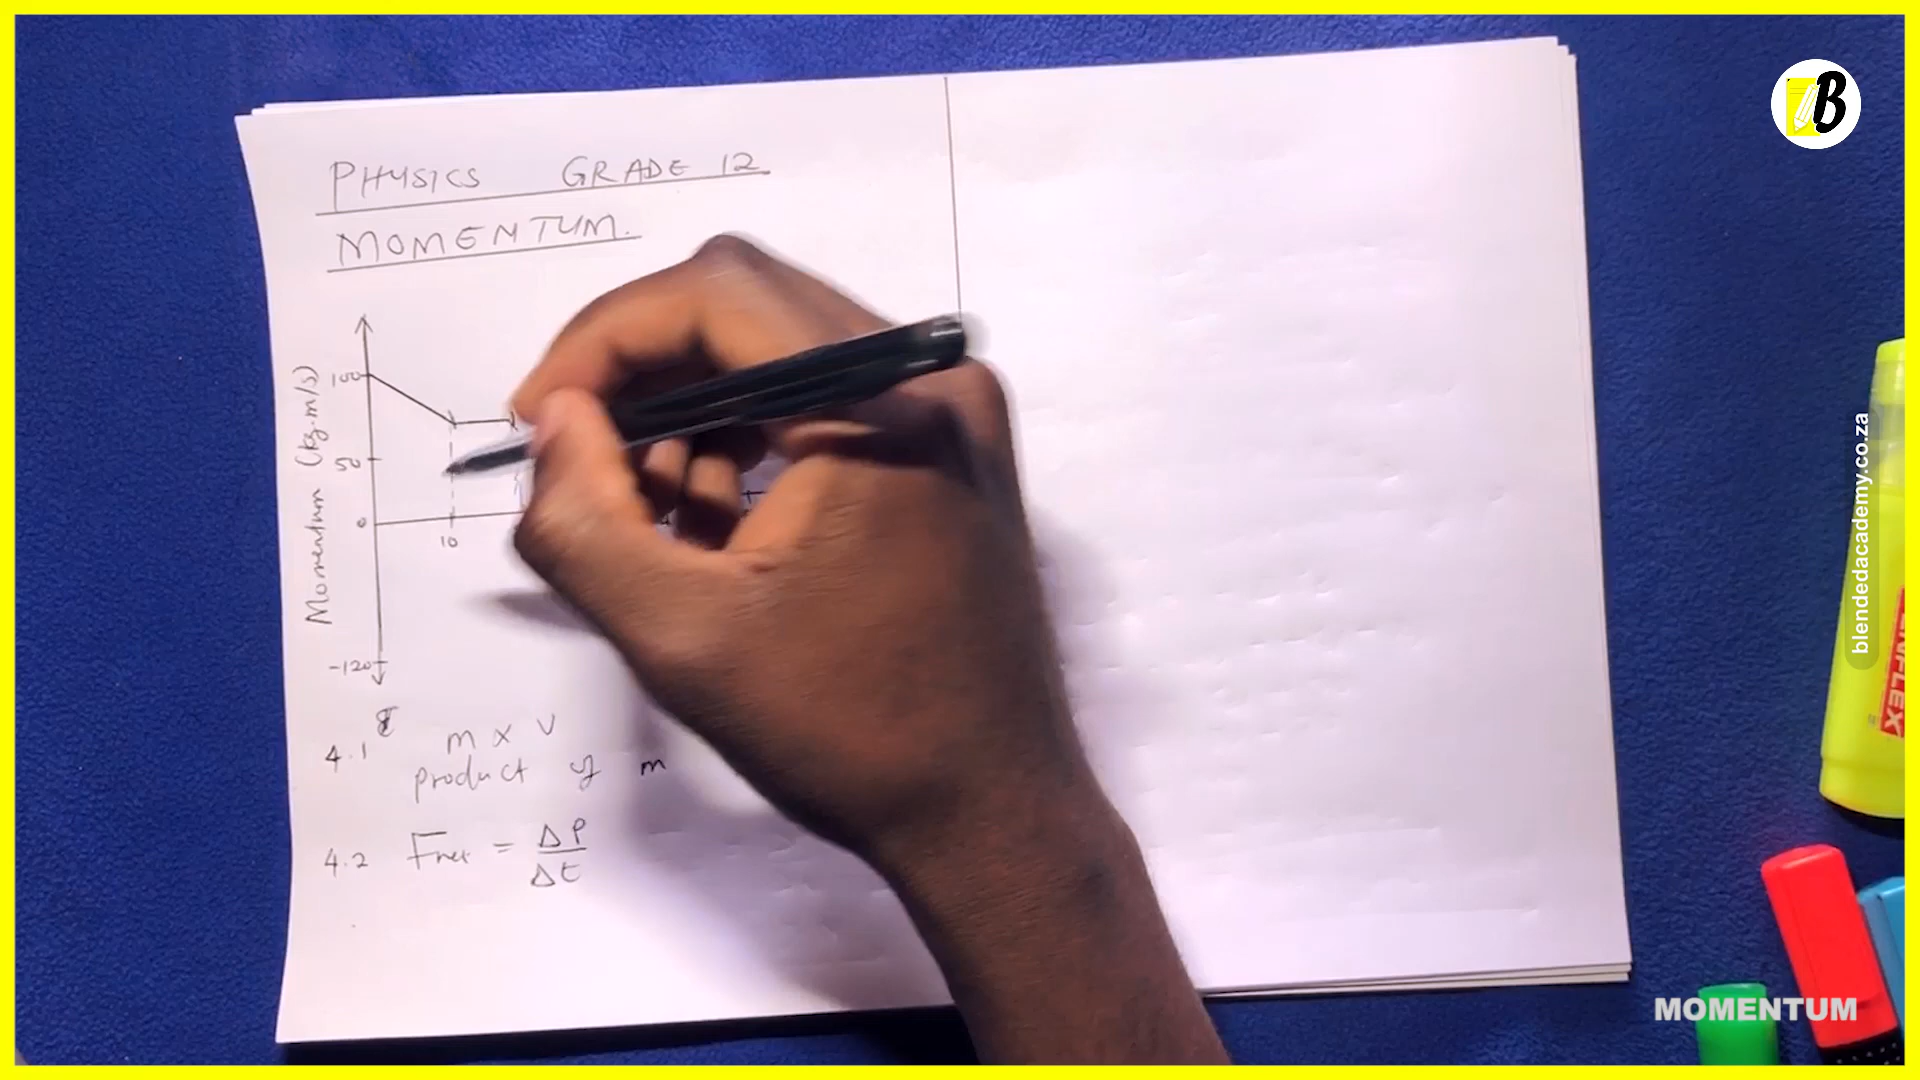 PHYSICS GRADE 12
MOMENTUM.
Momentum (kg.m/s)
100
50
0
-120
10
4.1 m x v
product of m
4.2 Fnet = ΔP
Δt
B
blendedacademy.co.za
MOMENTUM